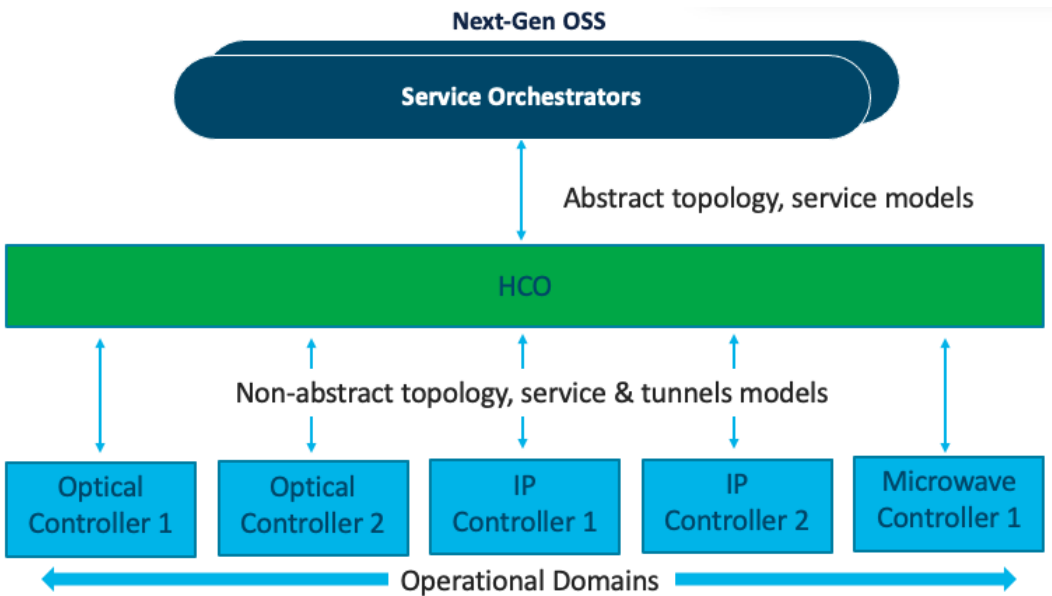 Next-Gen OSS
Service Orchestrators
Abstract topology, service models
HCO
Non-abstract topology, service & tunnels models
Optical
Controller 1
Optical
Controller 2
IP
Controller 1
IP
Controller 2
Microwave
Controller 1
Operational Domains